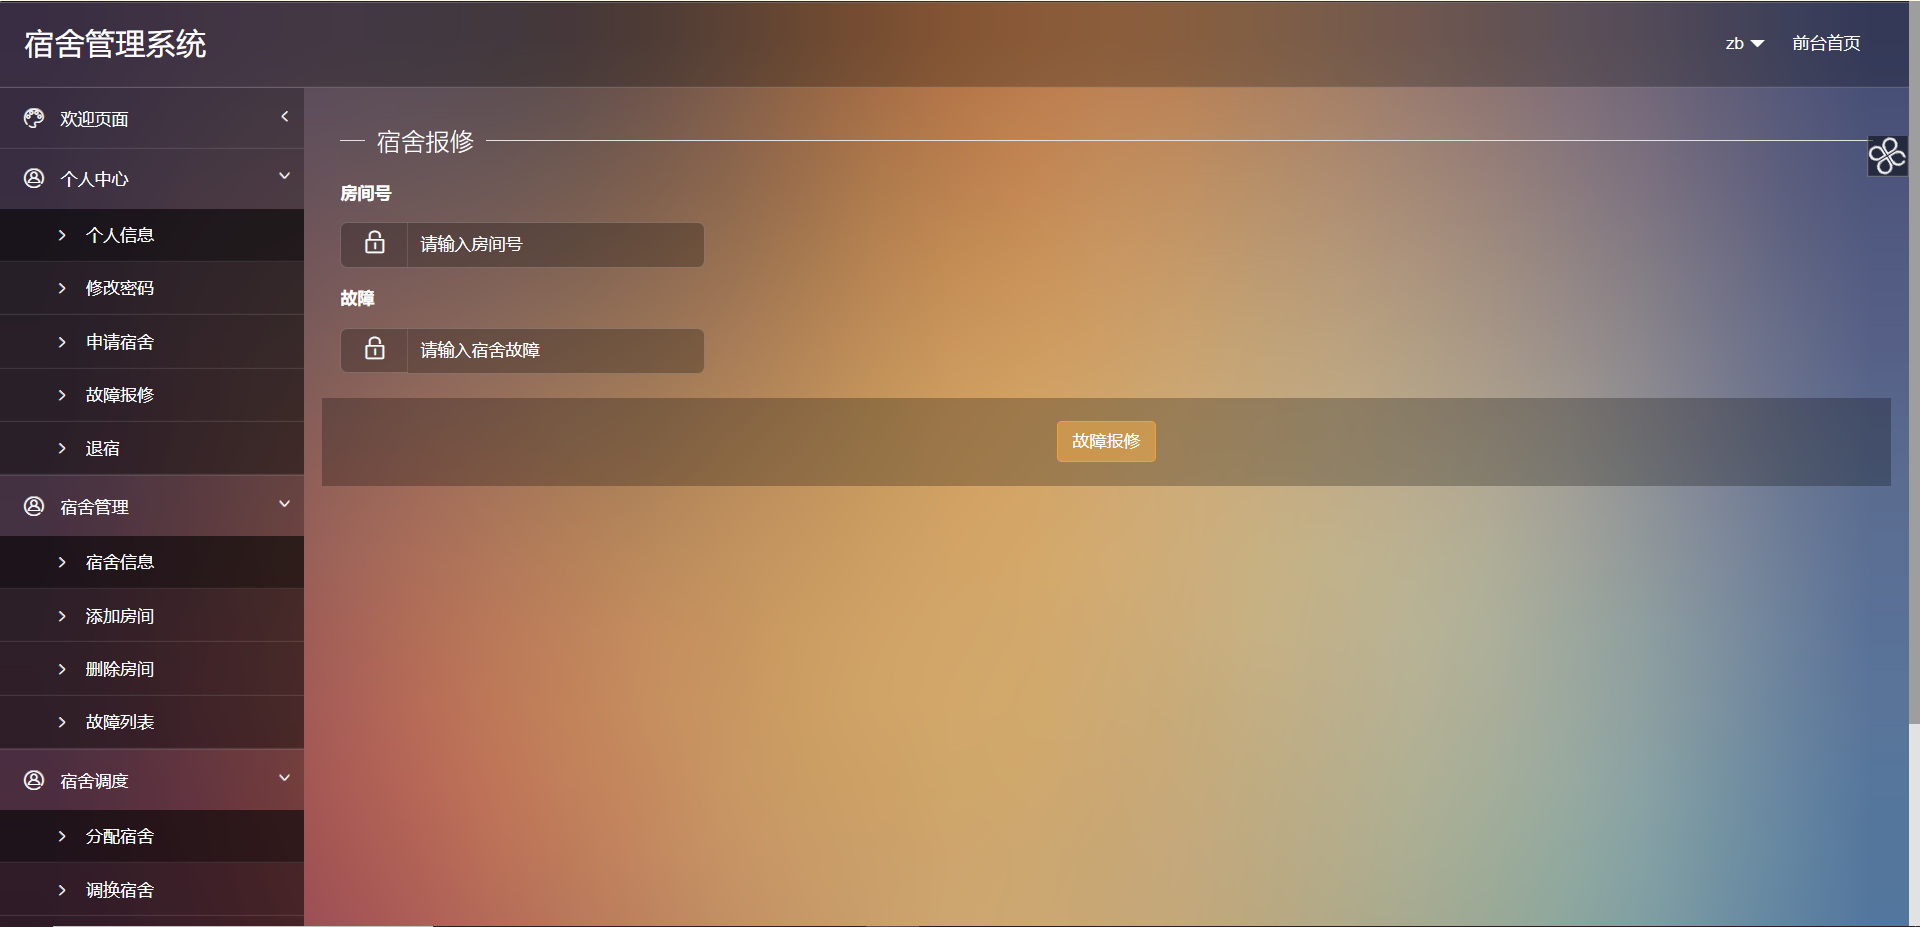 宿舍管理系统
zb
前台首页
欢迎页面
个人中心
个人信息
修改密码
申请宿舍
故障报修
退宿
宿舍管理
宿舍信息
添加房间
删除房间
故障列表
宿舍调度
分配宿舍
调换宿舍
宿舍报修
房间号
请输入房间号
故障
请输入宿舍故障
故障报修